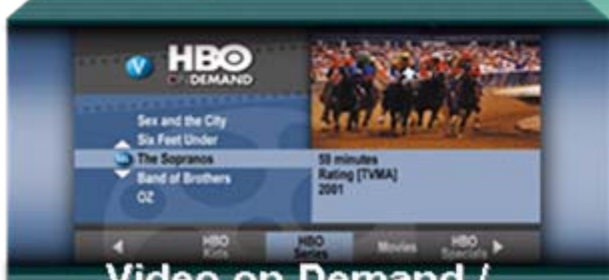 V
HBO
ON DEMAND
Sex and the City
Six Feet Under
The Sopranos
Band of Brothers
OZ
58 minutes
Rating [TVMA]
2001
HBO
Kids
HBO
Series
Movies
HBO
Specials
Video on Demand /